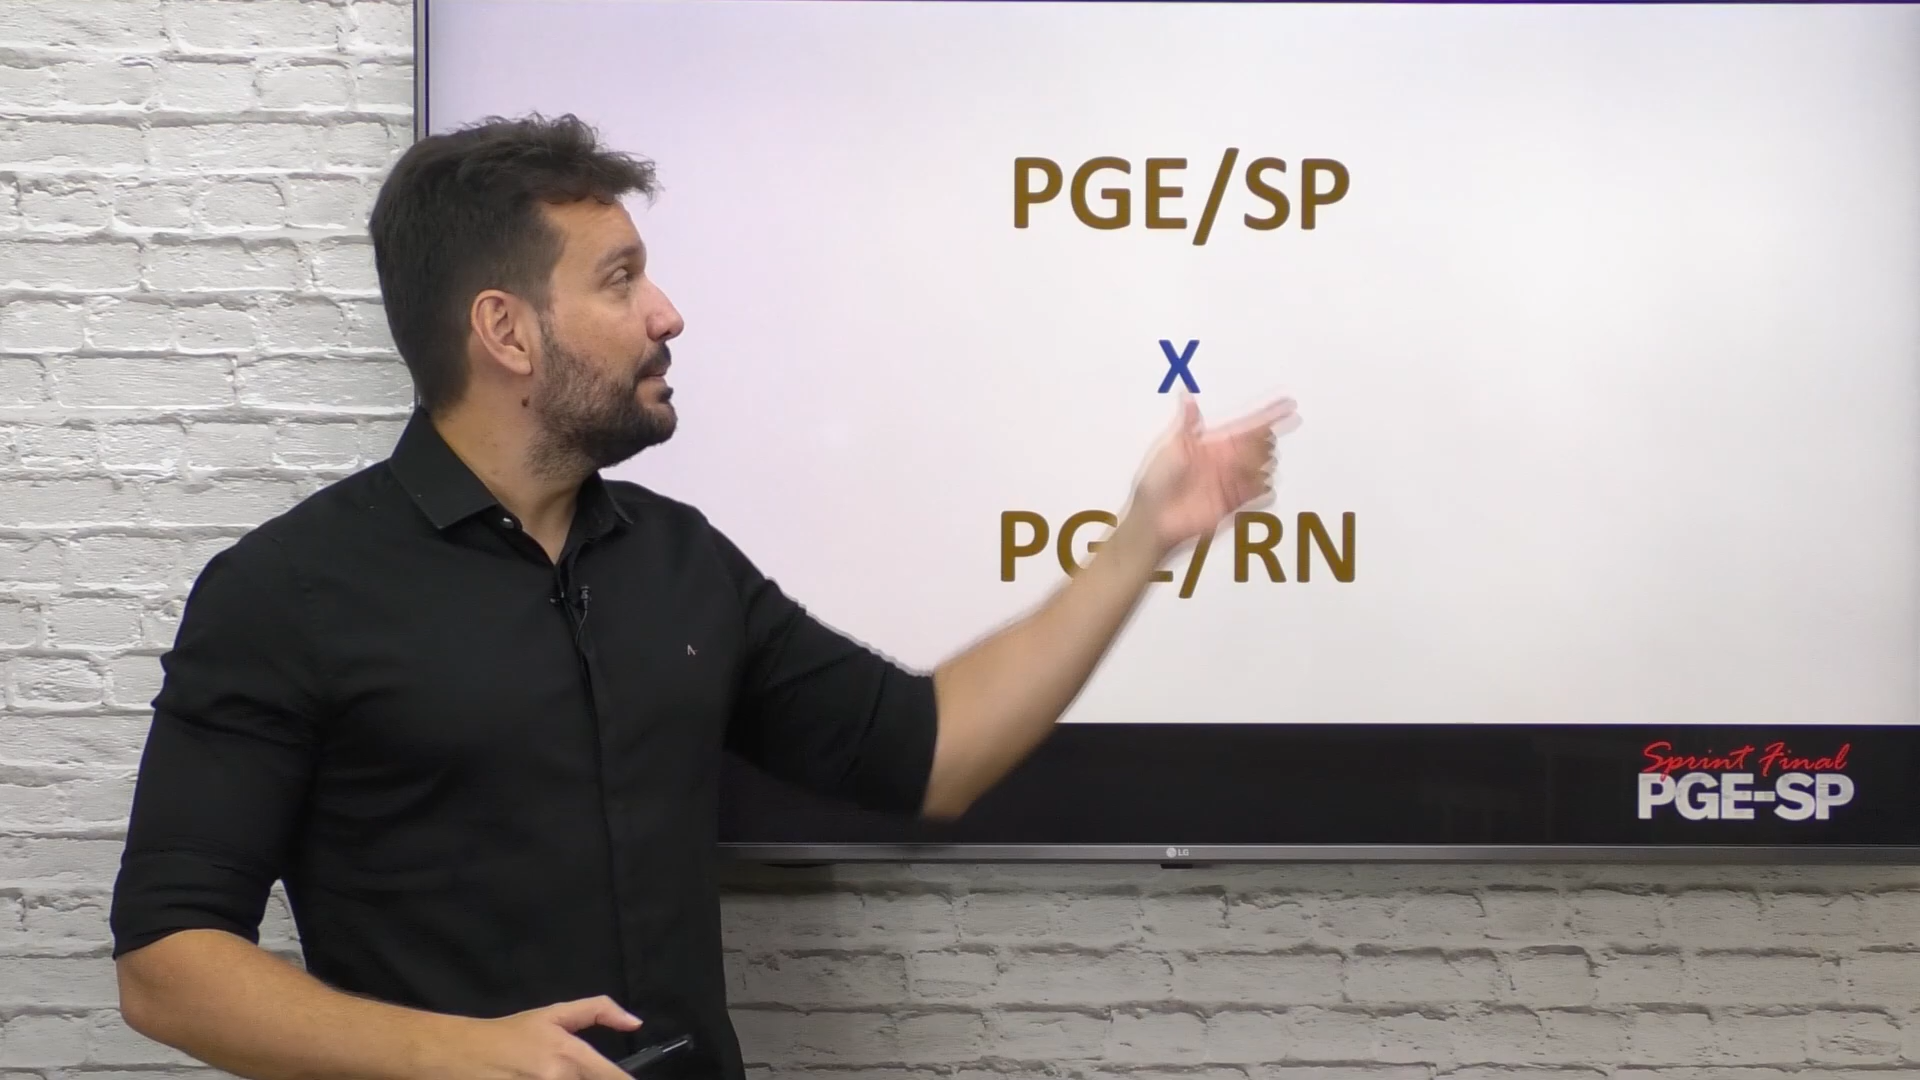 PGE/SP
X
PGE/RN
Sprint Final
PGE-SP
LG